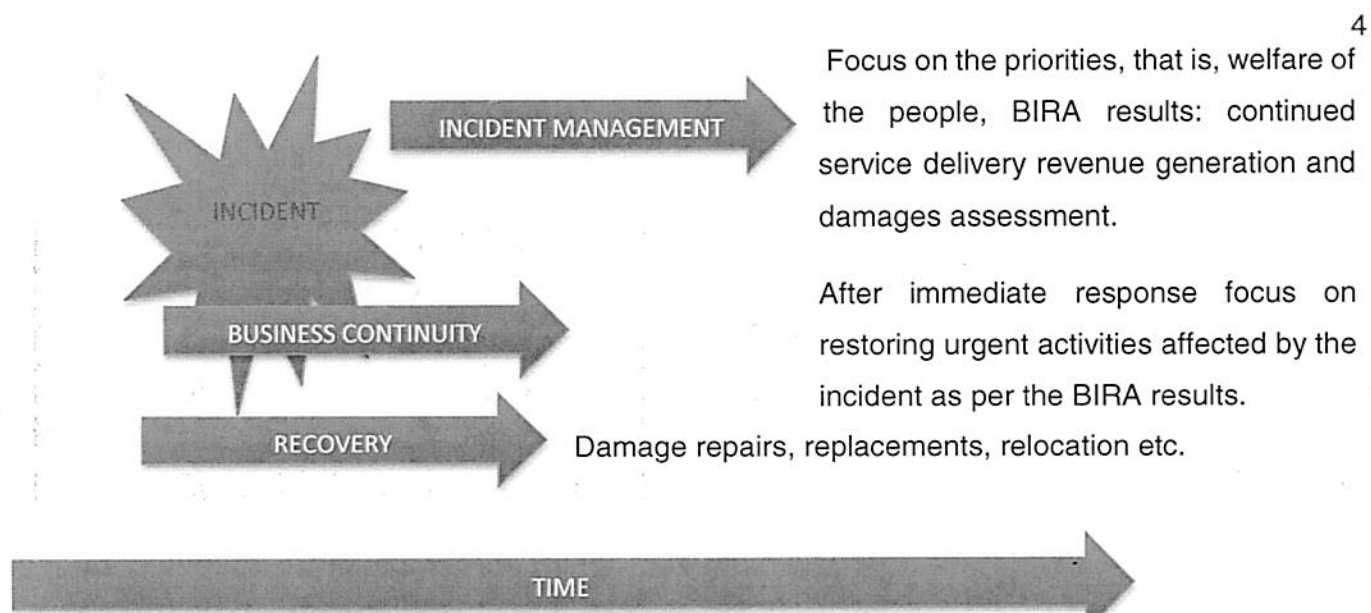 4
Focus on the priorities, that is, welfare of
the people, BIRA results: continued
service delivery revenue generation and
damages assessment.
INCIDENT MANAGEMENT
INCIDENT
After immediate response focus on
restoring urgent activities affected by the
incident as per the BIRA results.
BUSINESS CONTINUITY
RECOVERY
Damage repairs, replacements, relocation etc.
TIME